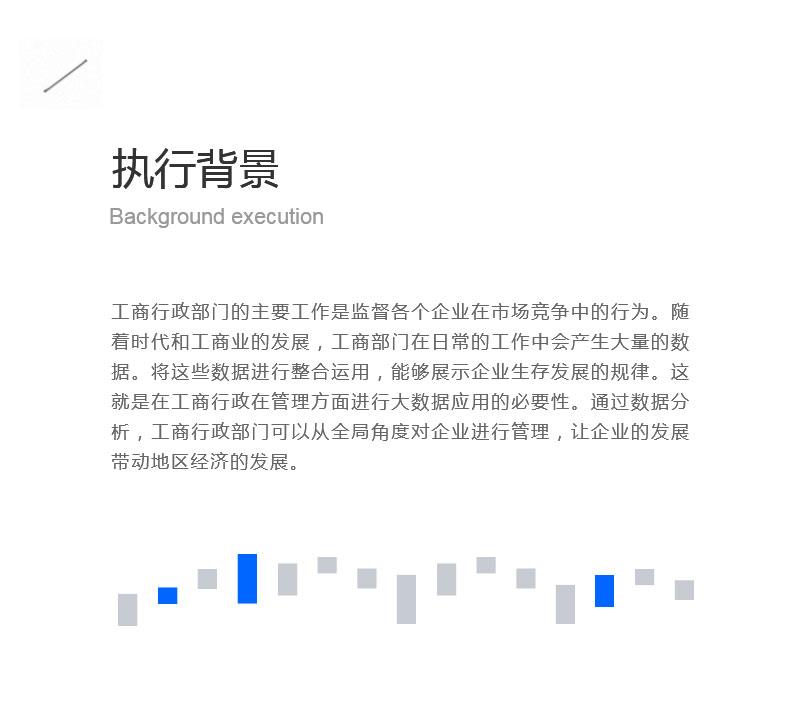 执行背景
Background execution
工商行政部门的主要工作是监督各个企业在市场竞争中的行为。随
着时代和工商业的发展，工商部门在日常的工作中会产生大量的数
据。将这些数据进行整合运用，能够展示企业生存发展的规律。这
就是在工商行政在管理方面进行大数据应用的必要性。通过数据分
析，工商行政部门可以从全局角度对企业进行管理，让企业的发展
带动地区经济的发展。